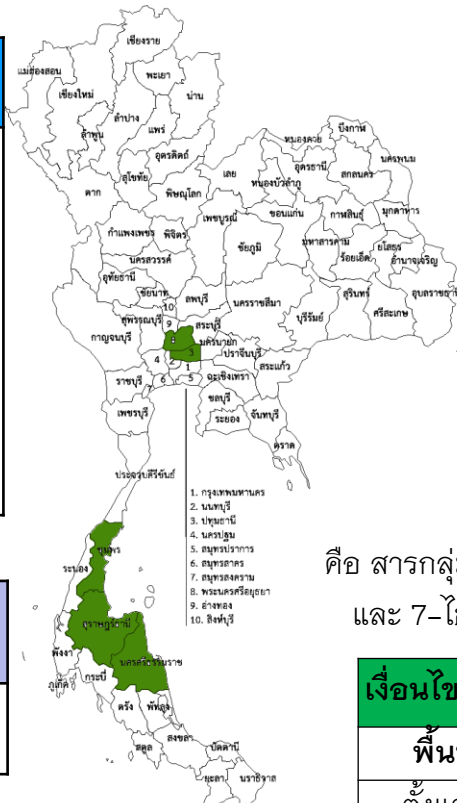 เชียงราย
แม่ฮ่องสอน
พะเยา
เชียงใหม่
น่าน
ลำปาง
ลำพูน
แพร่
อุตรดิตถ์
สุโขทัย
ตาก
พิษณุโลก
เลย
หนองคาย
บึงกาฬ
อุดรธานี
นครพนม
หนองบัวลำภู
สกลนคร
กำแพงเพชร
พิจิตร
เพชรบูรณ์
ขอนแก่น
กาฬสินธุ์
มุกดาหาร
ชัยภูมิ
มหาสารคาม
ร้อยเอ็ด
ยโสธร
อำนาจเจริญ
นครสวรรค์
อุทัยธานี
ชัยนาท
ลพบุรี
นครราชสีมา
บุรีรัมย์
สุรินทร์
ศรีสะเกษ
อุบลราชธานี
10
สุพรรณบุรี
9
สระบุรี
กาญจนบุรี
8
นครนายก
3
ปราจีนบุรี
4
2
1
สระแก้ว
ราชบุรี
6
5
ฉะเชิงเทรา
ชลบุรี
เพชรบุรี
ระยอง
จันทบุรี
ตราด
ประจวบคีรีขันธ์
1. กรุงเทพมหานคร
2. นนทบุรี
3. ปทุมธานี
4. นครปฐม
5. สมุทรปราการ
6. สมุทรสาคร
7. สมุทรสงคราม
8. พระนครศรีอยุธยา
9. อ่างทอง
10. สิงห์บุรี
ชุมพร
ระนอง
สุราษฎร์ธานี
พังงา
นครศรีธรรมราช
ภูเก็ต
กระบี่
ตรัง
พัทลุง
สตูล
สงขลา
ปัตตานี
ยะลา
นราธิวาส
คือ สารกลุ่
และ 7-ไ
เงื่อนไข
พื้น
ตั้งแ